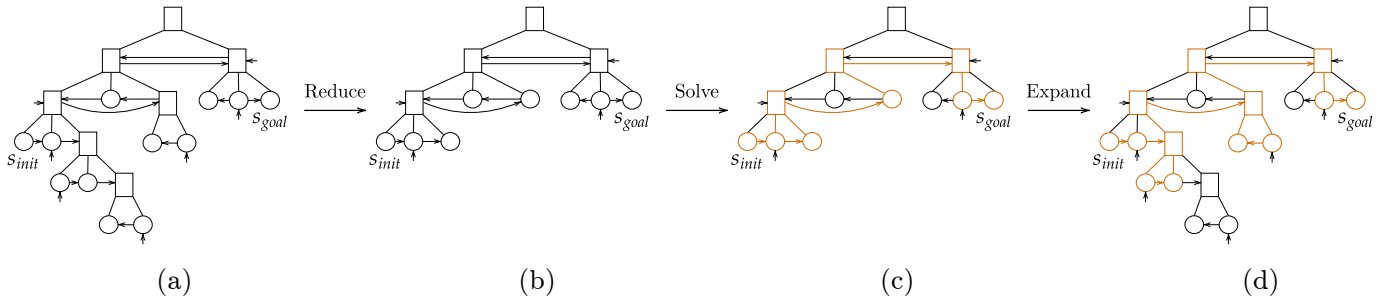 Reduce
Solve
Expand
s_init
s_goal
s_init
s_goal
s_init
s_goal
s_init
s_goal
(a)
(b)
(c)
(d)